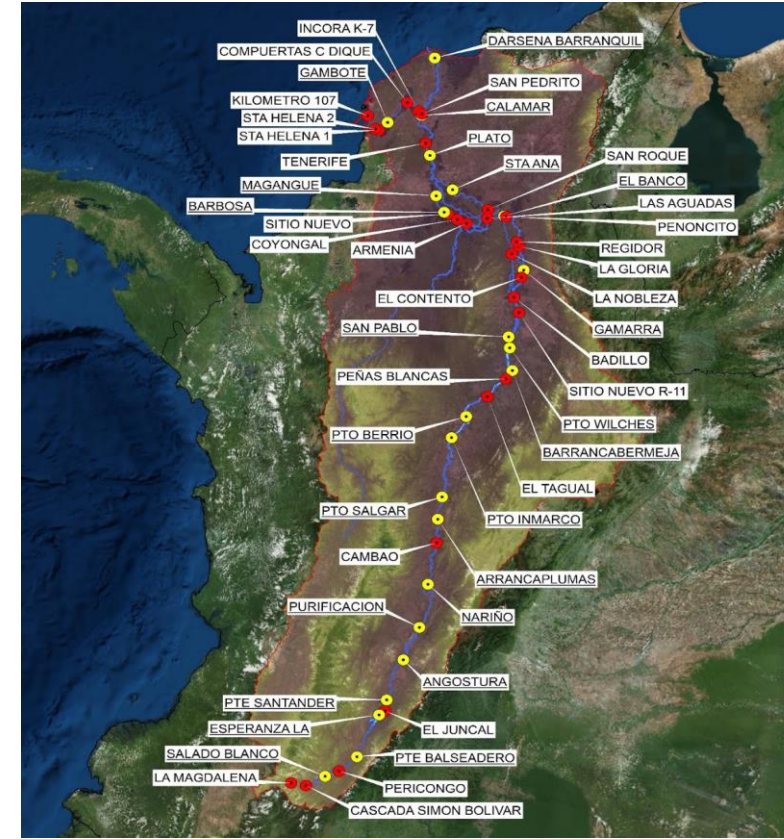 INCORA K-7
COMPUERTAS C DIQUE
DARSENA BARRANQUIL
GAMBOTE
SAN PEDRITO
KILOMETRO 107
CALAMAR
STA HELENA 2
STA HELENA 1
PLATO
TENERIFE
SAN ROQUE
STA ANA
MAGANGUE
EL BANCO
BARBOSA
LAS AGUADAS
SITIO NUEVO
PENONCITO
COYONGAL
ARMENIA
REGIDOR
LA GLORIA
EL CONTENTO
LA NOBLEZA
GAMARRA
SAN PABLO
BADILLO
PEÑAS BLANCAS
SITIO NUEVO R-11
PTO WILCHES
PTO BERRIO
BARRANCABERMEJA
EL TAGUAL
PTO SALGAR
PTO INMARCO
CAMBAO
ARRANCAPLUMAS
PURIFICACION
NARIÑO
ANGOSTURA
PTE SANTANDER
ESPERANZA LA
EL JUNCAL
SALADO BLANCO
PTE BALSEADERO
LA MAGDALENA
PERICONGO
CASCADA SIMON BOLIVAR